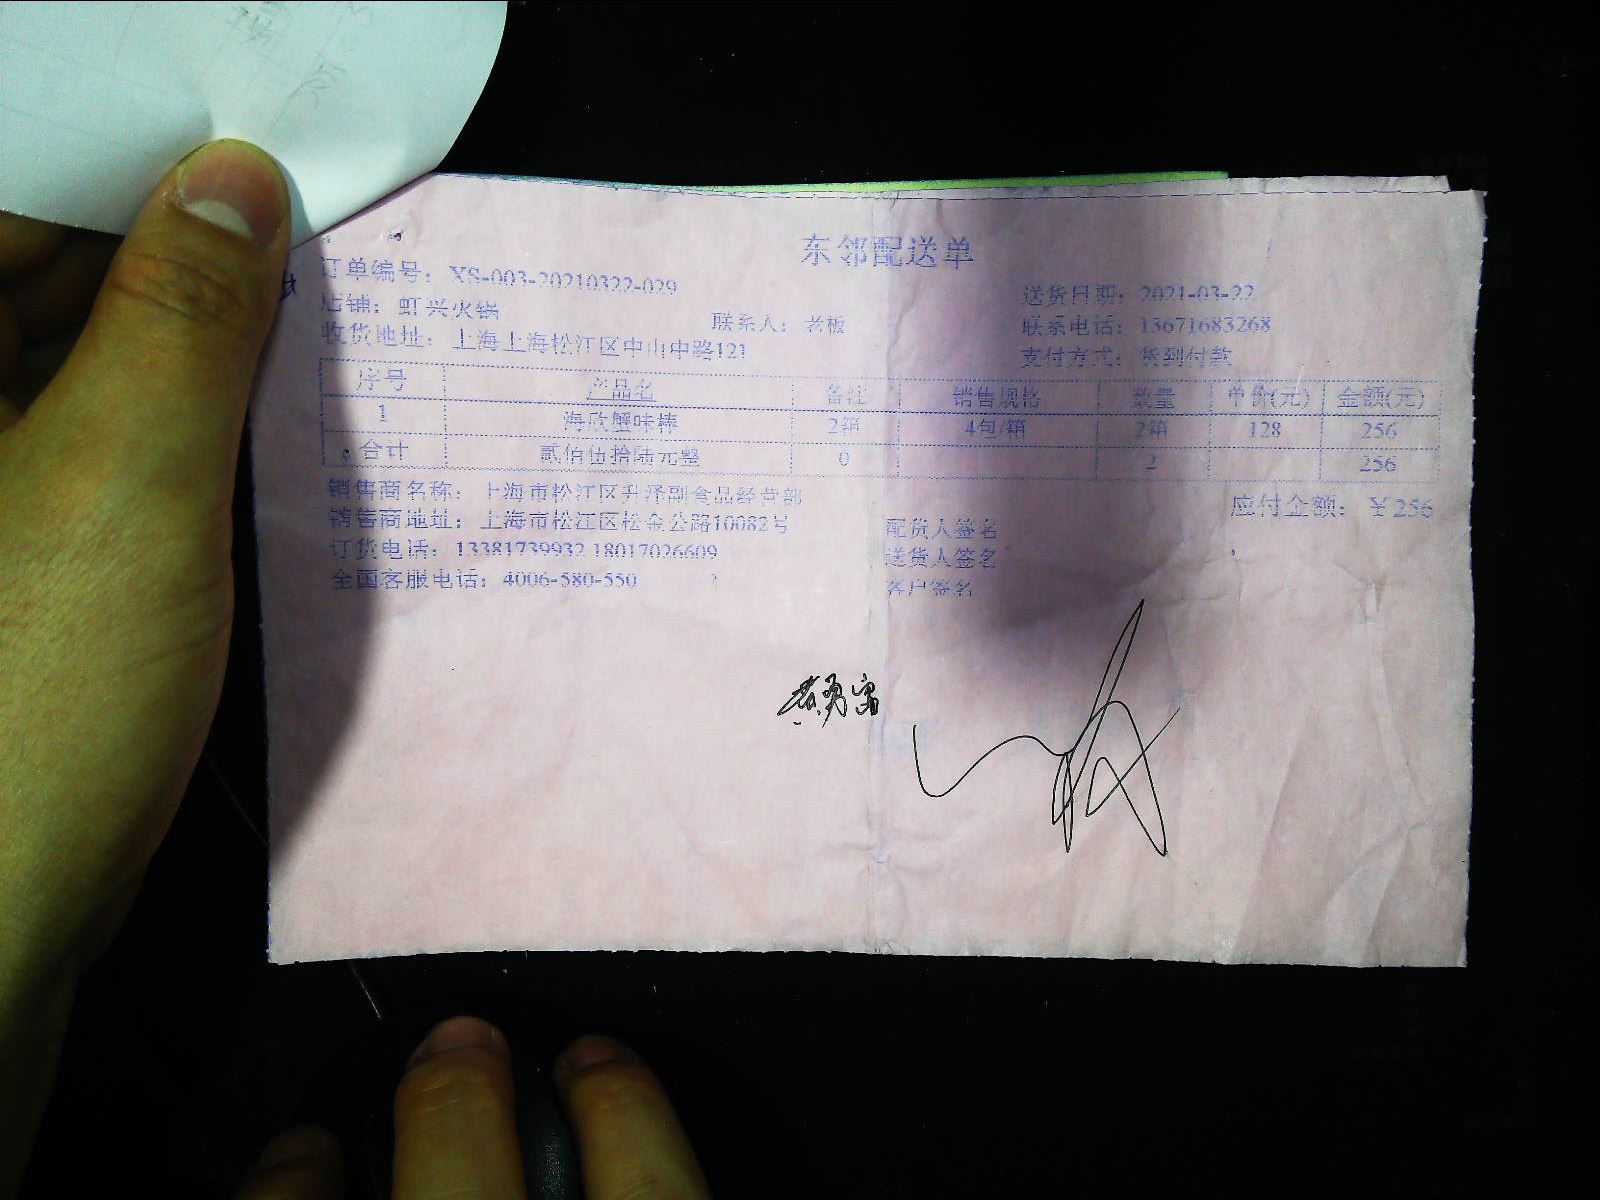 东邻配送单
订单编号：XS-003-20210322-029
送货日期：2021-03-22
店铺：虹兴火锅 联系人：老板 联系电话：13671683268
收货地址：上海上海松江区中山中路121 支付方式：货到付款
序号 产品名 备注 销售规格 数量 单价(元) 金额(元)
1 海欣蟹味棒 2箱 4包/箱 2箱 128 256
合计 贰佰伍拾陆元整 0 2 256
销售商名称：上海市松江区升泽副食品经营部 应付金额：￥256
销售商地址：上海市松江区松金公路10082号 配货人签名
订货电话：13381739932 18017026609 送货人签名
全国客服电话：4006-580-550 客户签名
黄勇富